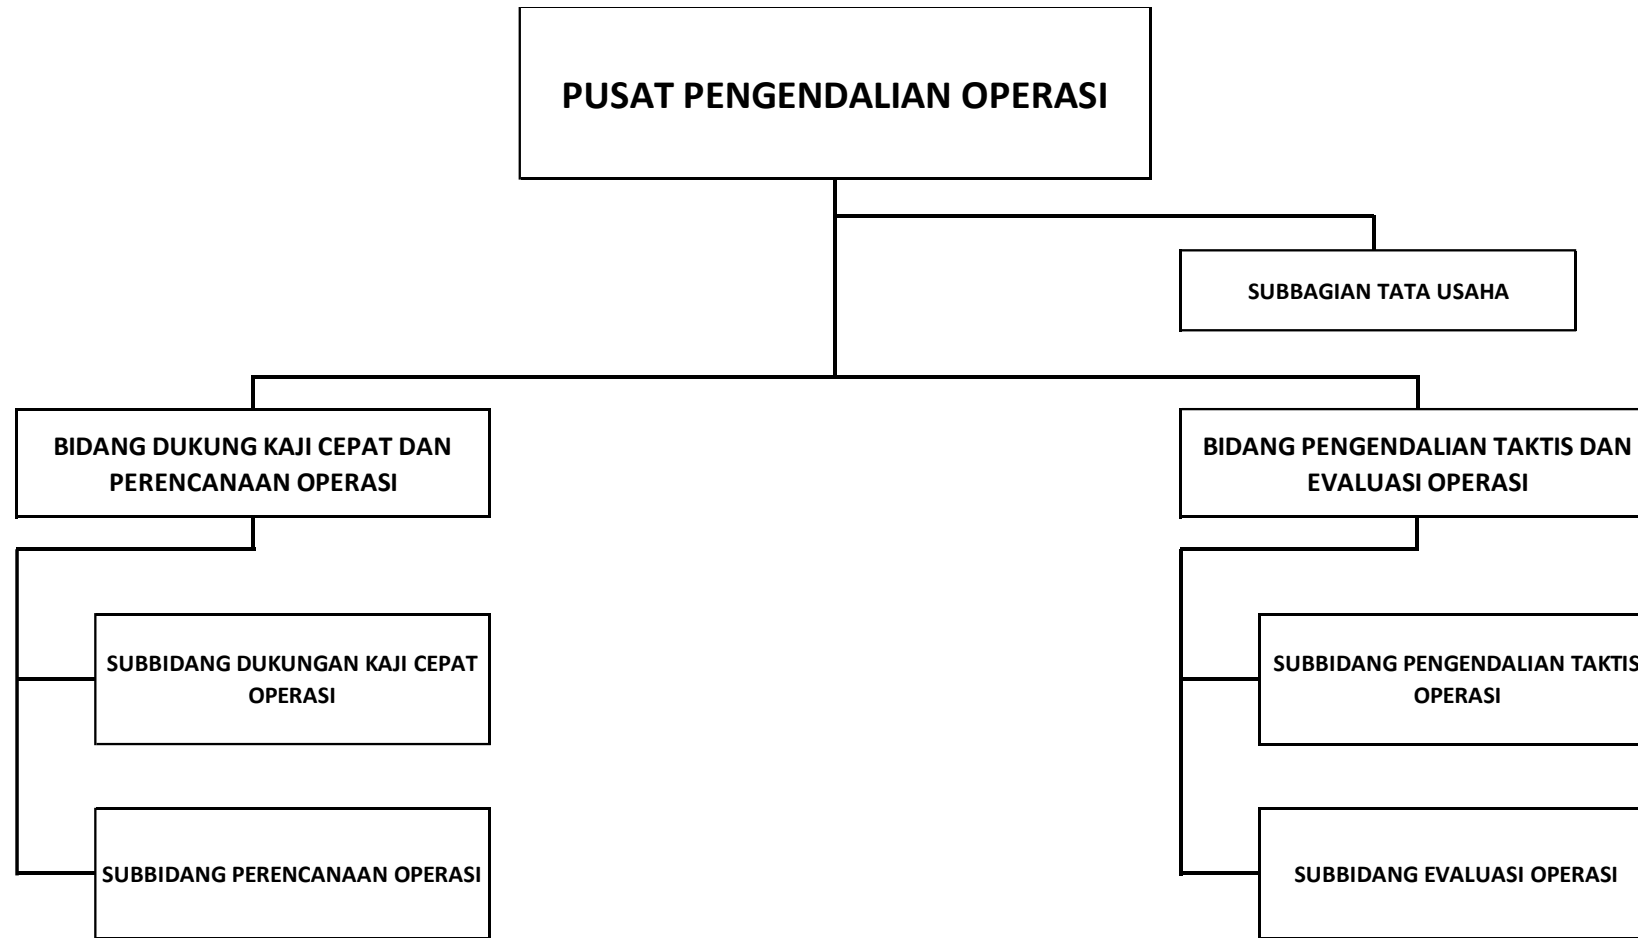 PUSAT PENGENDALIAN OPERASI
SUBBAGIAN TATA USAHA
BIDANG DUKUNG KAJI CEPAT DAN
PERENCANAAN OPERASI
BIDANG PENGENDALIAN TAKTIS DAN
EVALUASI OPERASI
SUBBIDANG DUKUNGAN KAJI CEPAT
OPERASI
SUBBIDANG PENGENDALIAN TAKTIS
OPERASI
SUBBIDANG PERENCANAAN OPERASI
SUBBIDANG EVALUASI OPERASI